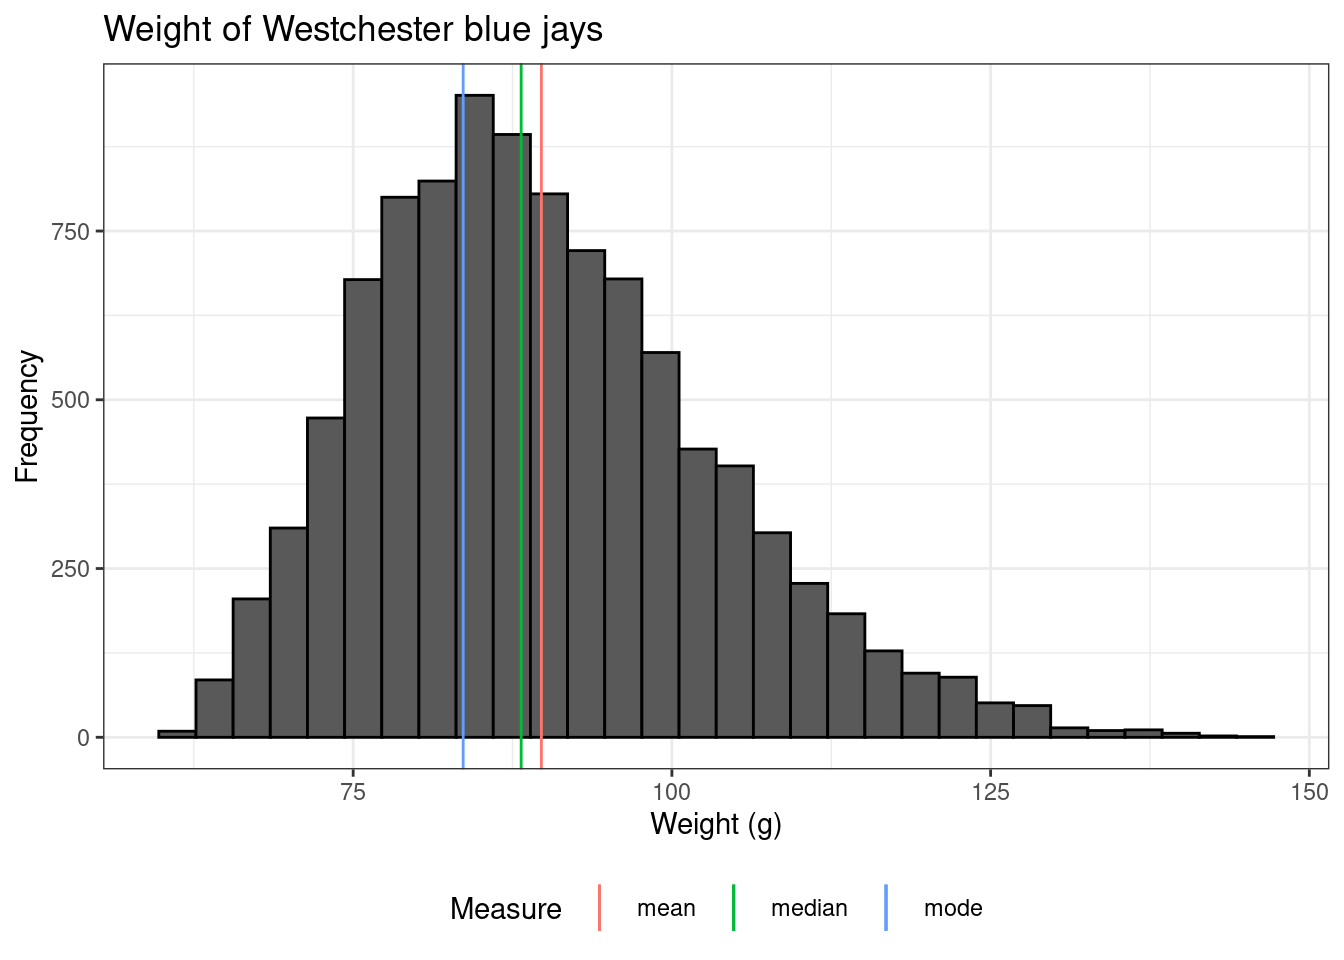 Weight of Westchester blue jays
Frequency
750
500
250
0
75 100 125 150
Weight (g)
Measure mean median mode